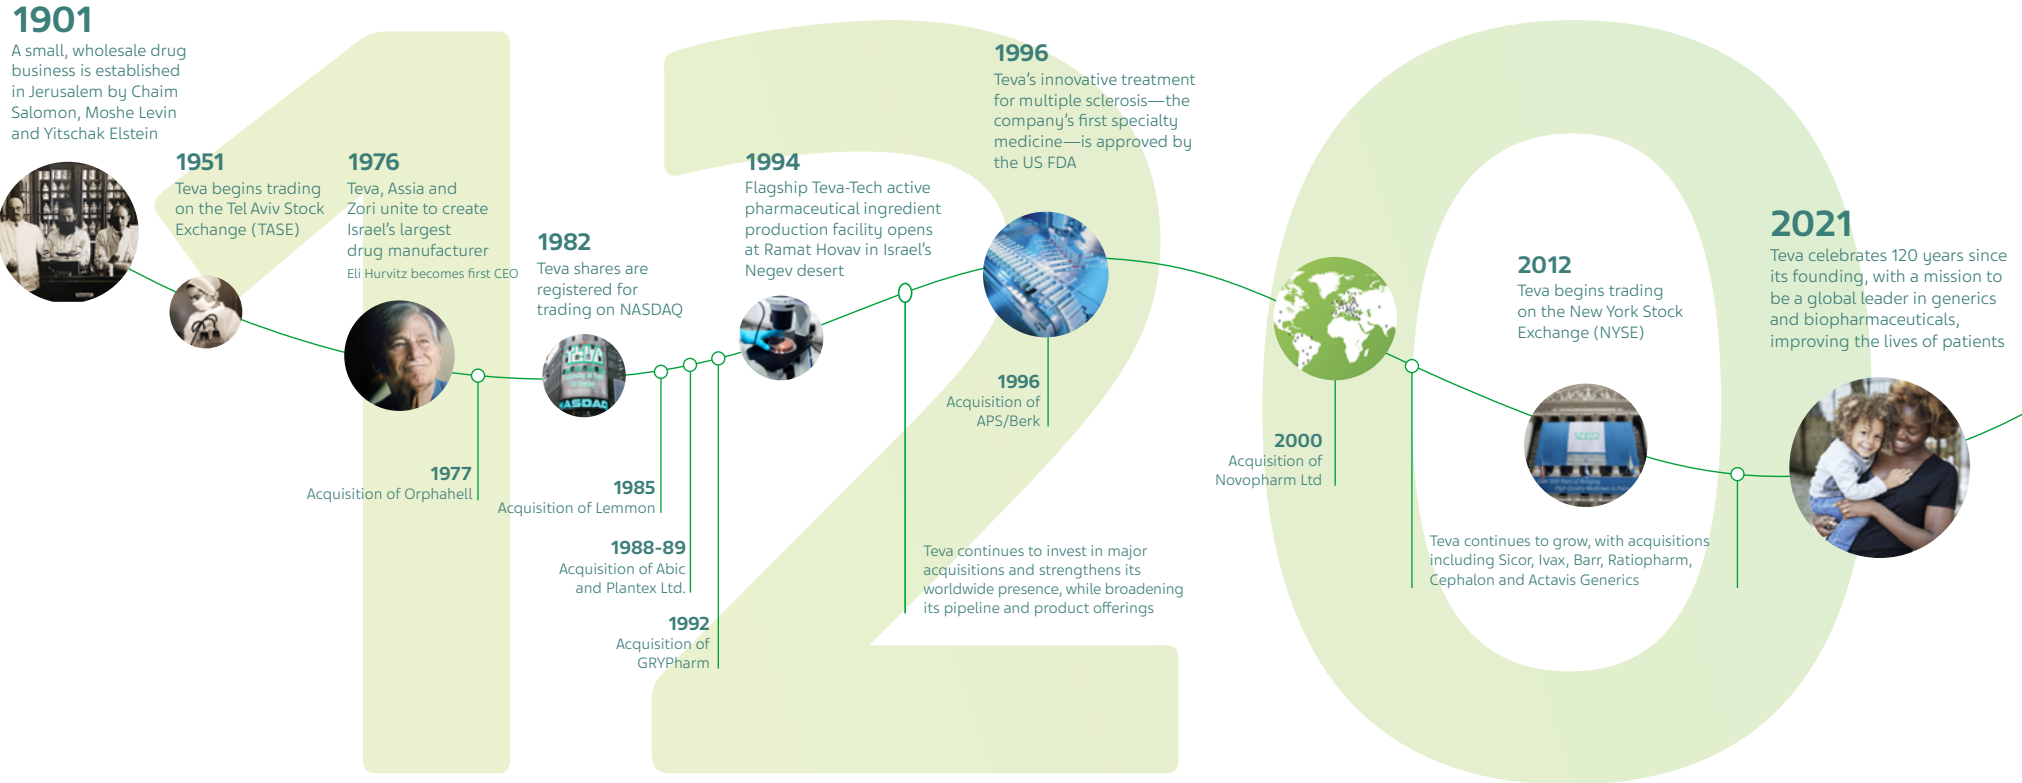 1901
A small, wholesale drug
business is established
in Jerusalem by Chaim
Salomon, Moshe Levin
and Yitschak Elstein
1951
Teva begins trading
on the Tel Aviv Stock
Exchange (TASE)
1976
Teva, Assia and
Zori unite to create
Israel's largest
drug manufacturer
Eli Hurvitz becomes first CEO
1977
Acquisition of Orphahell
1982
Teva shares are
registered for
trading on NASDAQ
NASDAQ
1985
Acquisition of Lemmon
1988-89
Acquisition of Abic
and Plantex Ltd.
1992
Acquisition of
GRYPharm
1994
Flagship Teva-Tech active
pharmaceutical ingredient
production facility opens
at Ramat Hovav in Israel's
Negev desert
Teva continues to invest in major
acquisitions and strengthens its
worldwide presence, while broadening
its pipeline and product offerings
1996
Teva's innovative treatment
for multiple sclerosis—the
company's first specialty
medicine—is approved by
the US FDA
1996
Acquisition of
APS/Berk
2000
Acquisition of
Novopharm Ltd
Teva continues to grow, with acquisitions
including Sicor, Ivax, Barr, Ratiopharm,
Cephalon and Actavis Generics
2012
Teva begins trading
on the New York Stock
Exchange (NYSE)
2021
Teva celebrates 120 years since
its founding, with a mission to
be a global leader in generics
and biopharmaceuticals,
improving the lives of patients
120